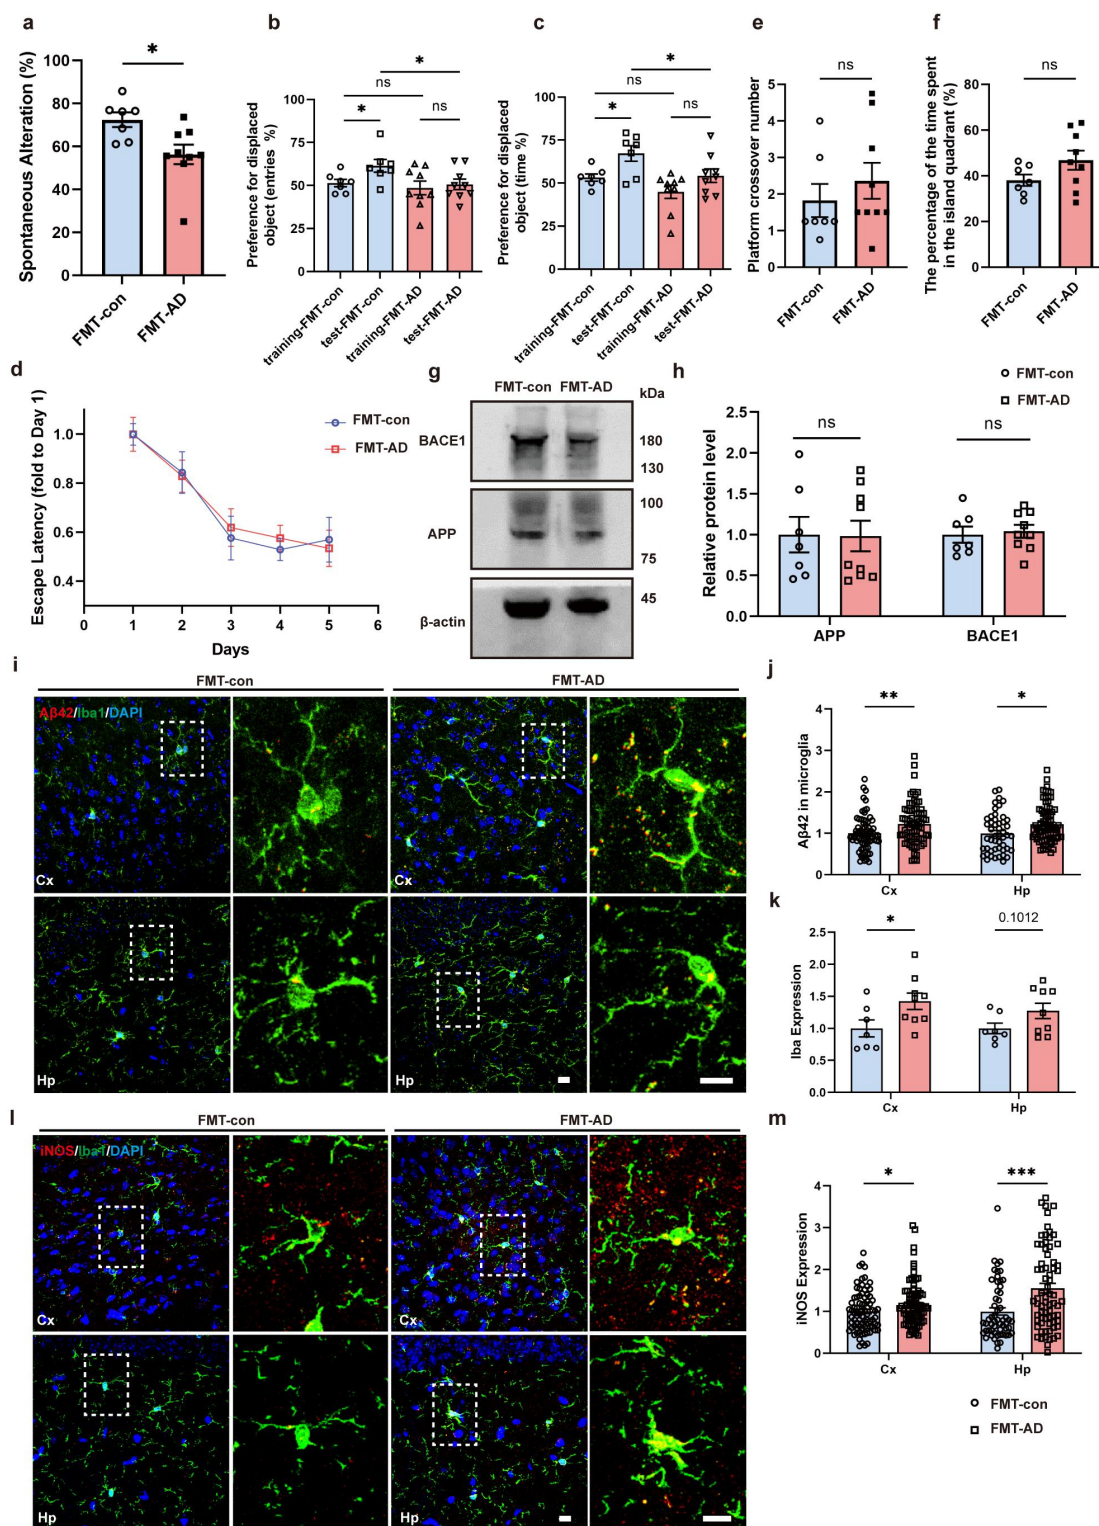 a
Spontaneous Alteration (%)
100
80
60
40
20
0
*
FMT-con
FMT-AD
b
Preference for displaced
object (entries %)
100
75
50
25
0
*
ns
*
ns
training-FMT-con
test-FMT-con
training-FMT-AD
test-FMT-AD
c
Preference for displaced
object (time %)
100
75
50
25
0
*
ns
*
ns
training-FMT-con
test-FMT-con
training-FMT-AD
test-FMT-AD
e
Platform crossover number
5
4
3
2
1
0
ns
FMT-con
FMT-AD
f
The percentage of the time spent
in the island quadrant (%)
80
60
40
20
0
ns
FMT-con
FMT-AD
d
Escape Latency (fold to Day 1)
1.0
0.8
0.6
0.4
0
1
2
3
4
5
6
Days
FMT-con
FMT-AD
g
FMT-con
FMT-AD
kDa
BACE1
180
130
APP
100
75
β-actin
45
h
FMT-con
FMT-AD
Relative protein level
2.5
2.0
1.5
1.0
0.5
0.0
ns
ns
APP
BACE1
i
FMT-con
FMT-AD
Aβ42/Iba1/DAPI
Cx
Cx
Hp
Hp
j
Aβ42 in microglia
4
3
2
1
0
**
*
Cx
Hp
k
Iba Expression
2.5
2.0
1.5
1.0
0.5
0.0
*
0.1012
Cx
Hp
l
FMT-con
FMT-AD
iNOS/Iba1/DAPI
Cx
Cx
Hp
Hp
m
iNOS Expression
4
3
2
1
0
*
***
Cx
Hp
FMT-con
FMT-AD